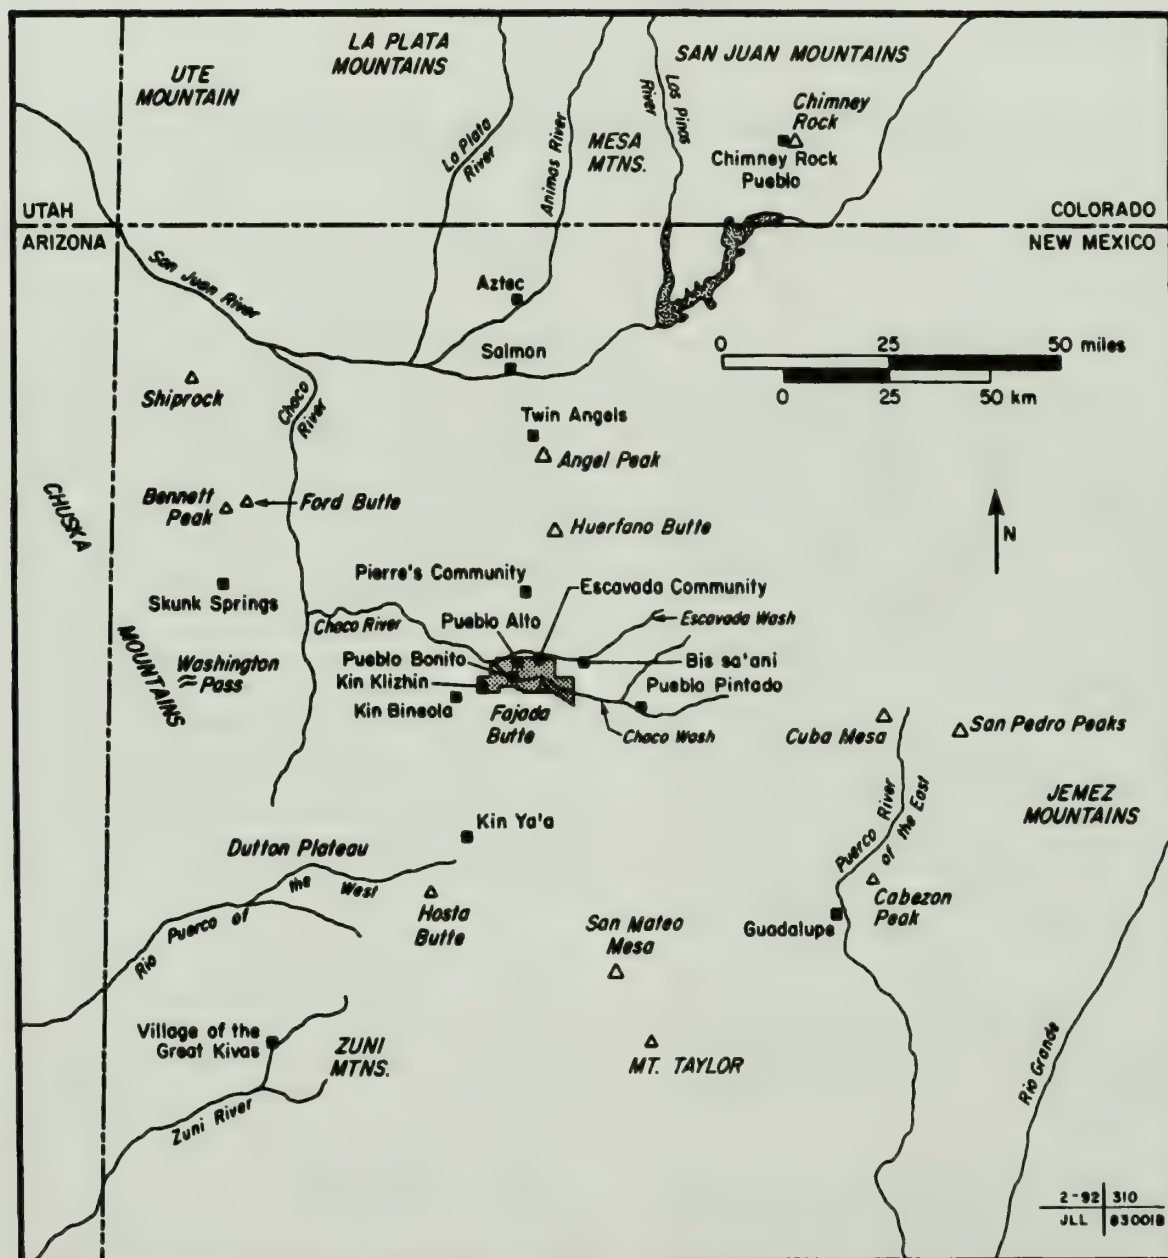 LA PLATA
MOUNTAINS
SAN JUAN MOUNTAINS
UTE
MOUNTAIN
Los Pinos
River
Chimney
Rock
La Plata
River
Animas River
MESA
MTNS.
Chimney Rock
Pueblo
UTAH
COLORADO
ARIZONA
NEW MEXICO
San Juan River
Aztec
Salmon
0 25 50 miles
0 25 50 km
Shiprock
Chaco
River
Twin Angels
Angel Peak
CHUSKA
MOUNTAINS
Bennett
Peak
Ford Butte
Huerfano Butte
N
Pierre's Community
Escavada Community
Skunk Springs
Chaco River
Pueblo Alto
Escavada Wash
Washington
Pass
Pueblo Bonito
Bis sa'ani
Kin Klizhin
Pueblo Pintado
Kin Bineola
Fajada
Butte
Chaco Wash
Cuba Mesa
San Pedro Peaks
JEMEZ
MOUNTAINS
Puerco River
of the East
Kin Ya'a
Dutton Plateau
Rio Puerco of the West
Hosta
Butte
Cabezon
Peak
San Mateo
Mesa
Guadalupe
Village of the
Great Kivas
ZUNI
MTNS.
MT. TAYLOR
Zuni River
Rio Grande
2-92 310
JLL 83001B